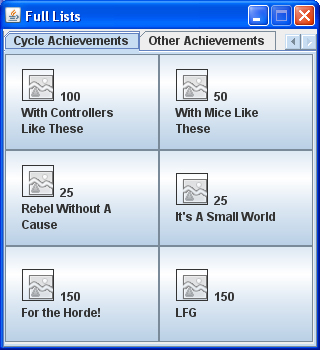 Full Lists
Cycle Achievements
Other Achievements
100
With Controllers
Like These
50
With Mice Like
These
25
Rebel Without A
Cause
25
It's A Small World
150
For the Horde!
150
LFG